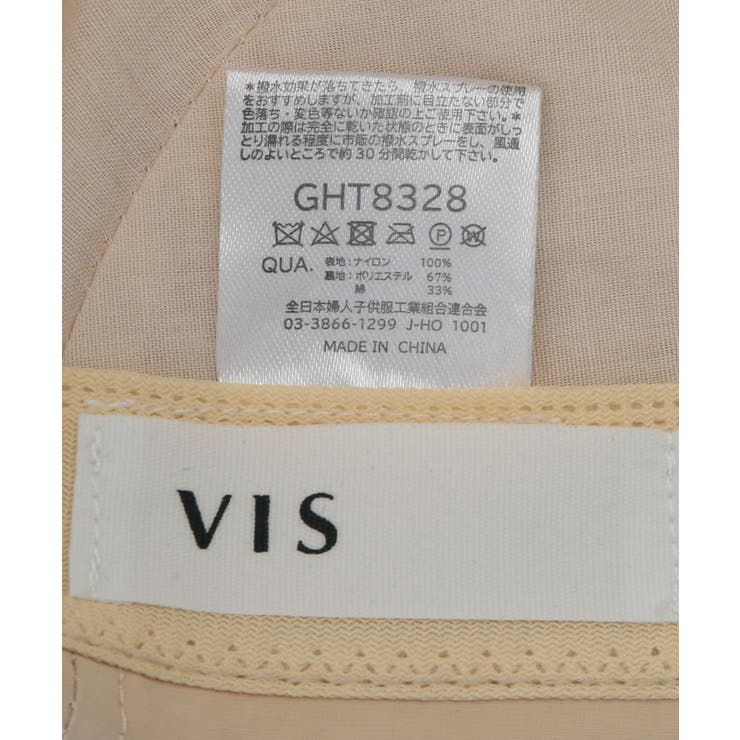 *撥水効果が落ちてきたら、撥水スプレーの使用
をおすすめしますが、加工前に目立たない部分で
色落ち・変色等ないか確認の上ご使用下さい。*
加工の際は完全に乾いた状態のときに表面がしっ
とり濡れる程度に市販の撥水スプレーをし、風通
しのよいところで約30分間乾かして下さい。
GHT8328
P W
QUA. 表地:ナイロン 100%
裏地:ポリエステル 67%
綿 33%
全日本婦人子供服工業組合連合会
03-3866-1299 J-HO 1001
MADE IN CHINA
VIS